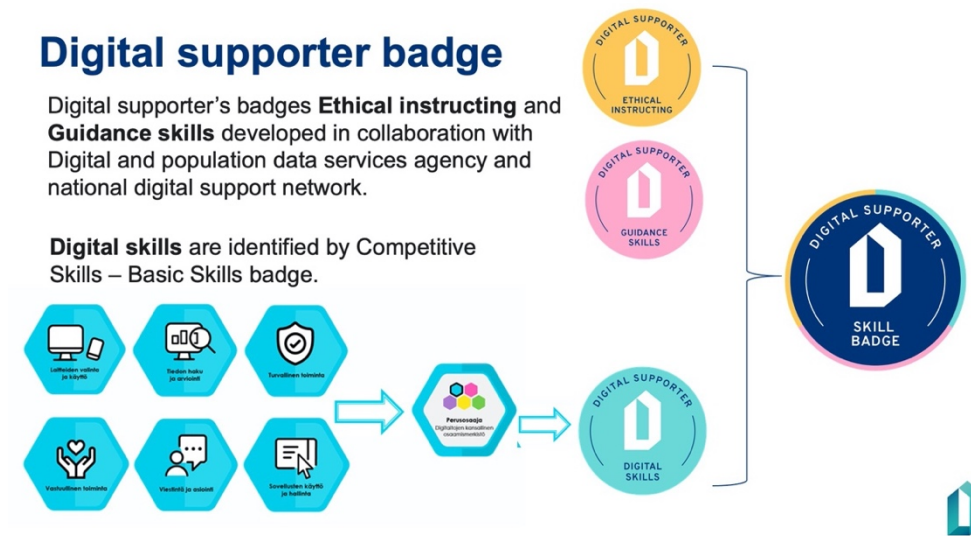 Digital supporter badge
Digital supporter's badges Ethical instructing and
Guidance skills developed in collaboration with
Digital and population data services agency and
national digital support network.
Digital skills are identified by Competitive
Skills – Basic Skills badge.
Laitteiden valinta
ja käyttö
Tiedon haku
ja arviointi
Turvallinen toiminta
Vastuullinen toiminta
Viestintä ja asiointi
Sovellusten käyttö
ja hallinta
Perusosaaja
Digitaitojen kansallinen
osaamismerkistö
DIGITAL SUPPORTER
ETHICAL
INSTRUCTING
DIGITAL SUPPORTER
GUIDANCE
SKILLS
DIGITAL SUPPORTER
DIGITAL
SKILLS
DIGITAL SUPPORTER
SKILL
BADGE